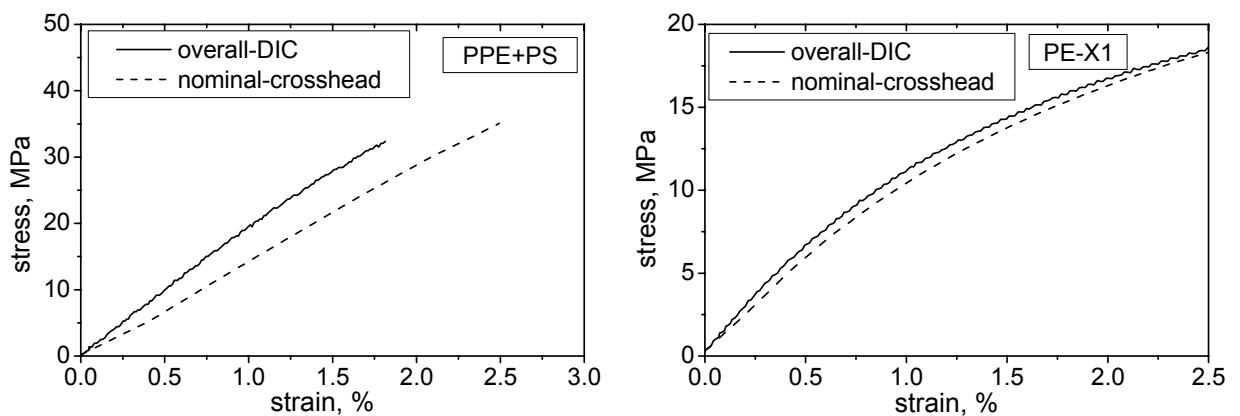 50
40
30
20
10
0
stress, MPa
overall-DIC
nominal-crosshead
PPE+PS
0.0 0.5 1.0 1.5 2.0 2.5 3.0
strain, %
20
15
10
5
0
stress, MPa
overall-DIC
nominal-crosshead
PE-X1
0.0 0.5 1.0 1.5 2.0 2.5
strain, %